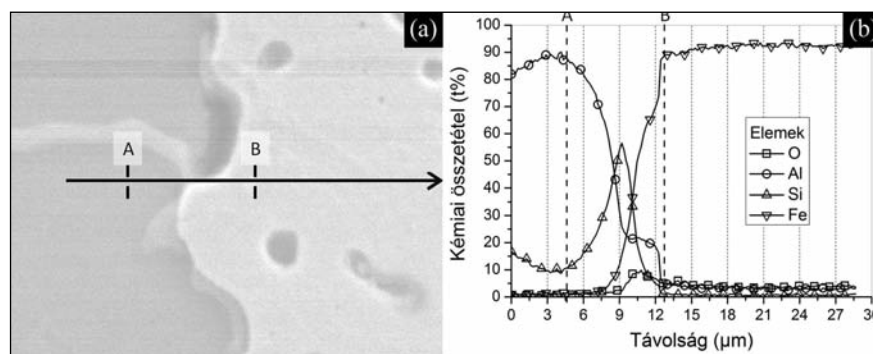 (a)
A
B
A
B
(b)
100
90
80
70
60
50
40
30
20
10
0
Kémiai összetétel (t%)
Elemek
O
Al
Si
Fe
0 3 6 9 12 15 18 21 24 27 30
Távolság (µm)